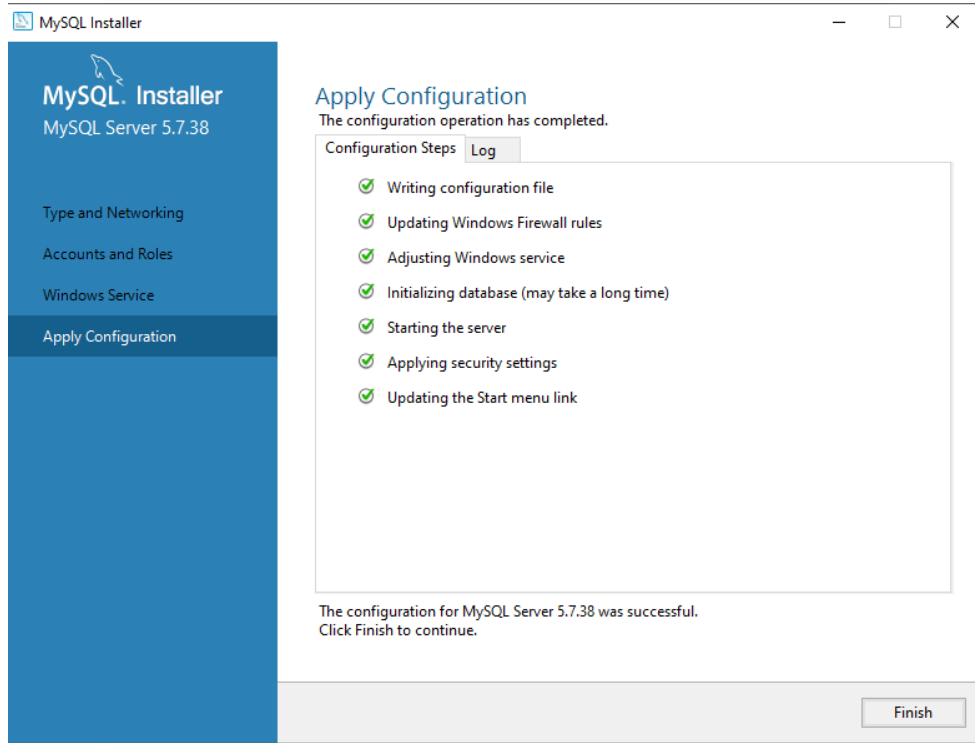 MySQL Installer
MySQL. Installer
MySQL Server 5.7.38
Type and Networking
Accounts and Roles
Windows Service
Apply Configuration
Apply Configuration
The configuration operation has completed.
Configuration Steps Log
Writing configuration file
Updating Windows Firewall rules
Adjusting Windows service
Initializing database (may take a long time)
Starting the server
Applying security settings
Updating the Start menu link
The configuration for MySQL Server 5.7.38 was successful.
Click Finish to continue.
Finish